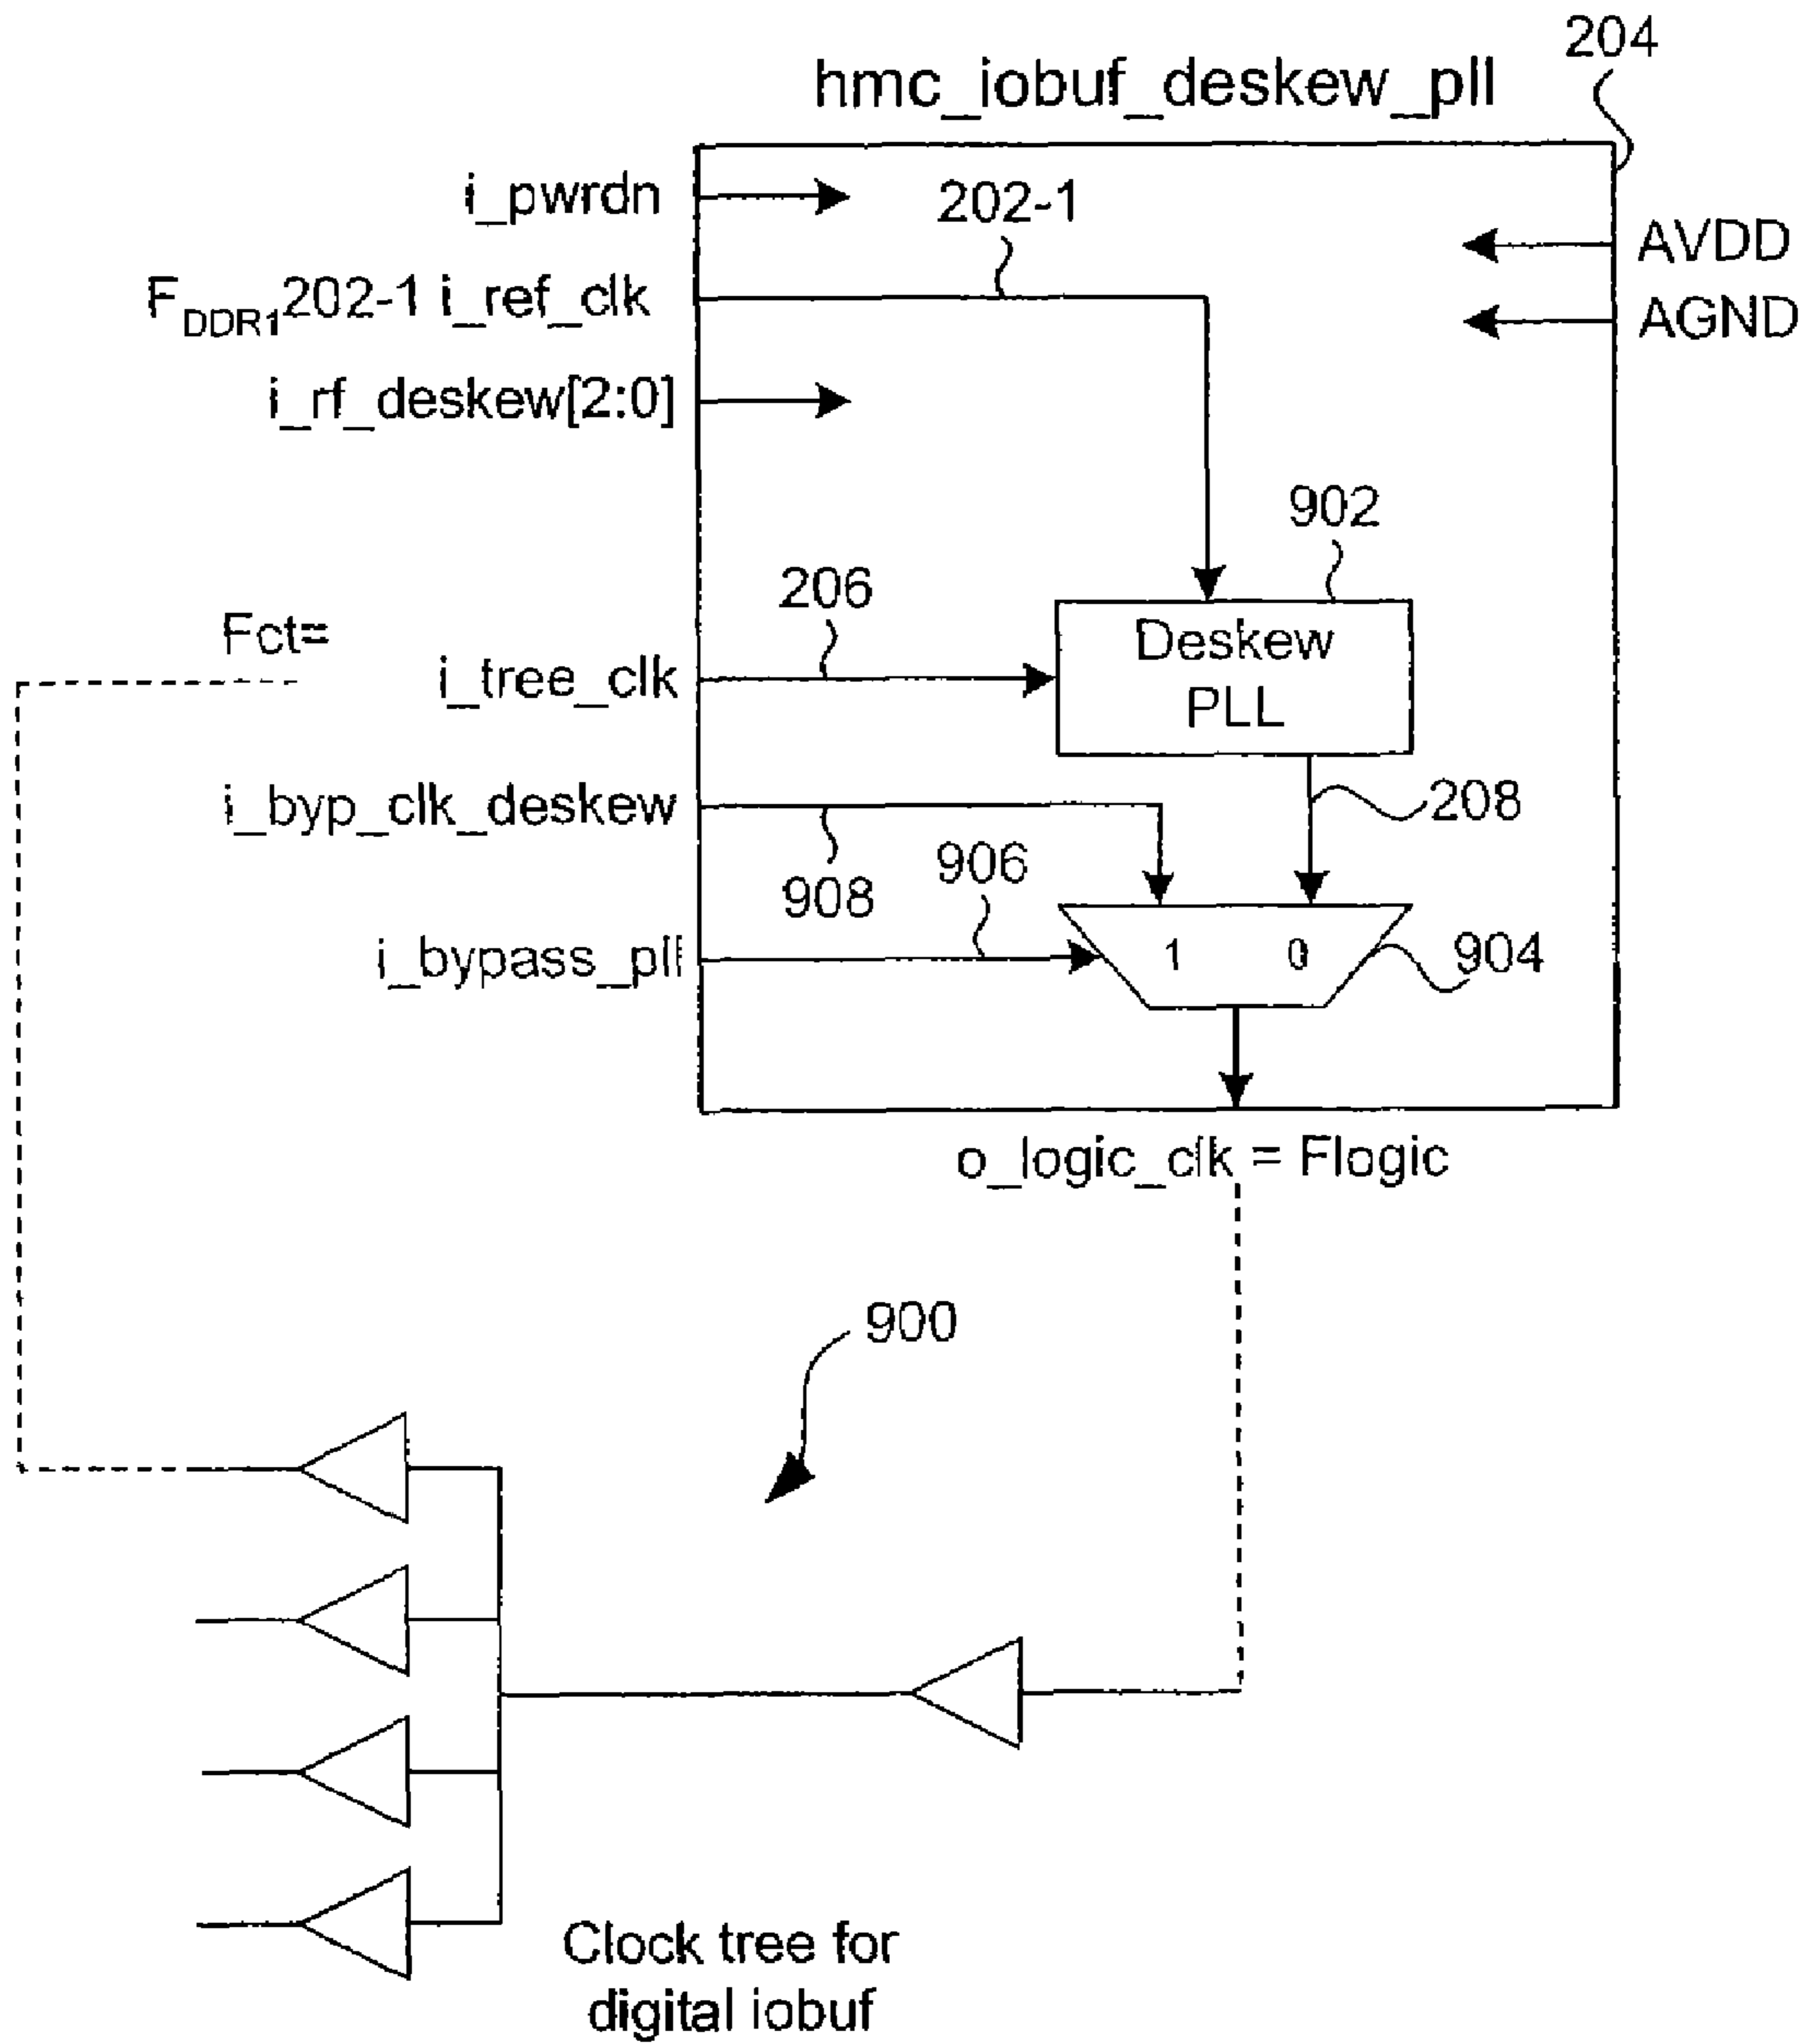 204
hmc_iobuf_deskew_pll
i_pwrdn
202-1
AVDD
FDDR1202-1 i_ref_clk
AGND
i_rf_deskew[2:0]
902
206
Fct=
Deskew
PLL
i_tree_clk
i_byp_clk_deskew
208
908
906
i_bypass_pll
1 0
904
o_logic_clk = Flogic
900
Clock tree for
digital iobuf